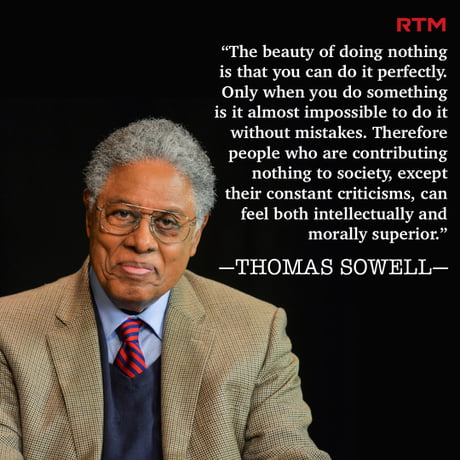 RTM
“The beauty of doing nothing
is that you can do it perfectly.
Only when you do something
is it almost impossible to do it
without mistakes. Therefore
people who are contributing
nothing to society, except
their constant criticisms, can
feel both intellectually and
morally superior.”
—THOMAS SOWELL—